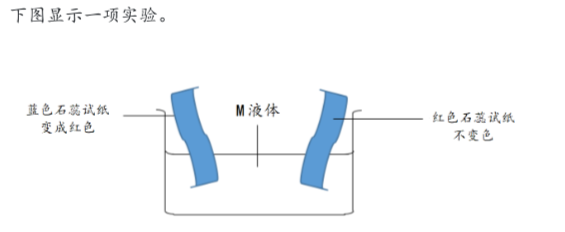 下图显示一项实验。
蓝色石蕊试纸
变成红色
M 液体
红色石蕊试纸
不变色